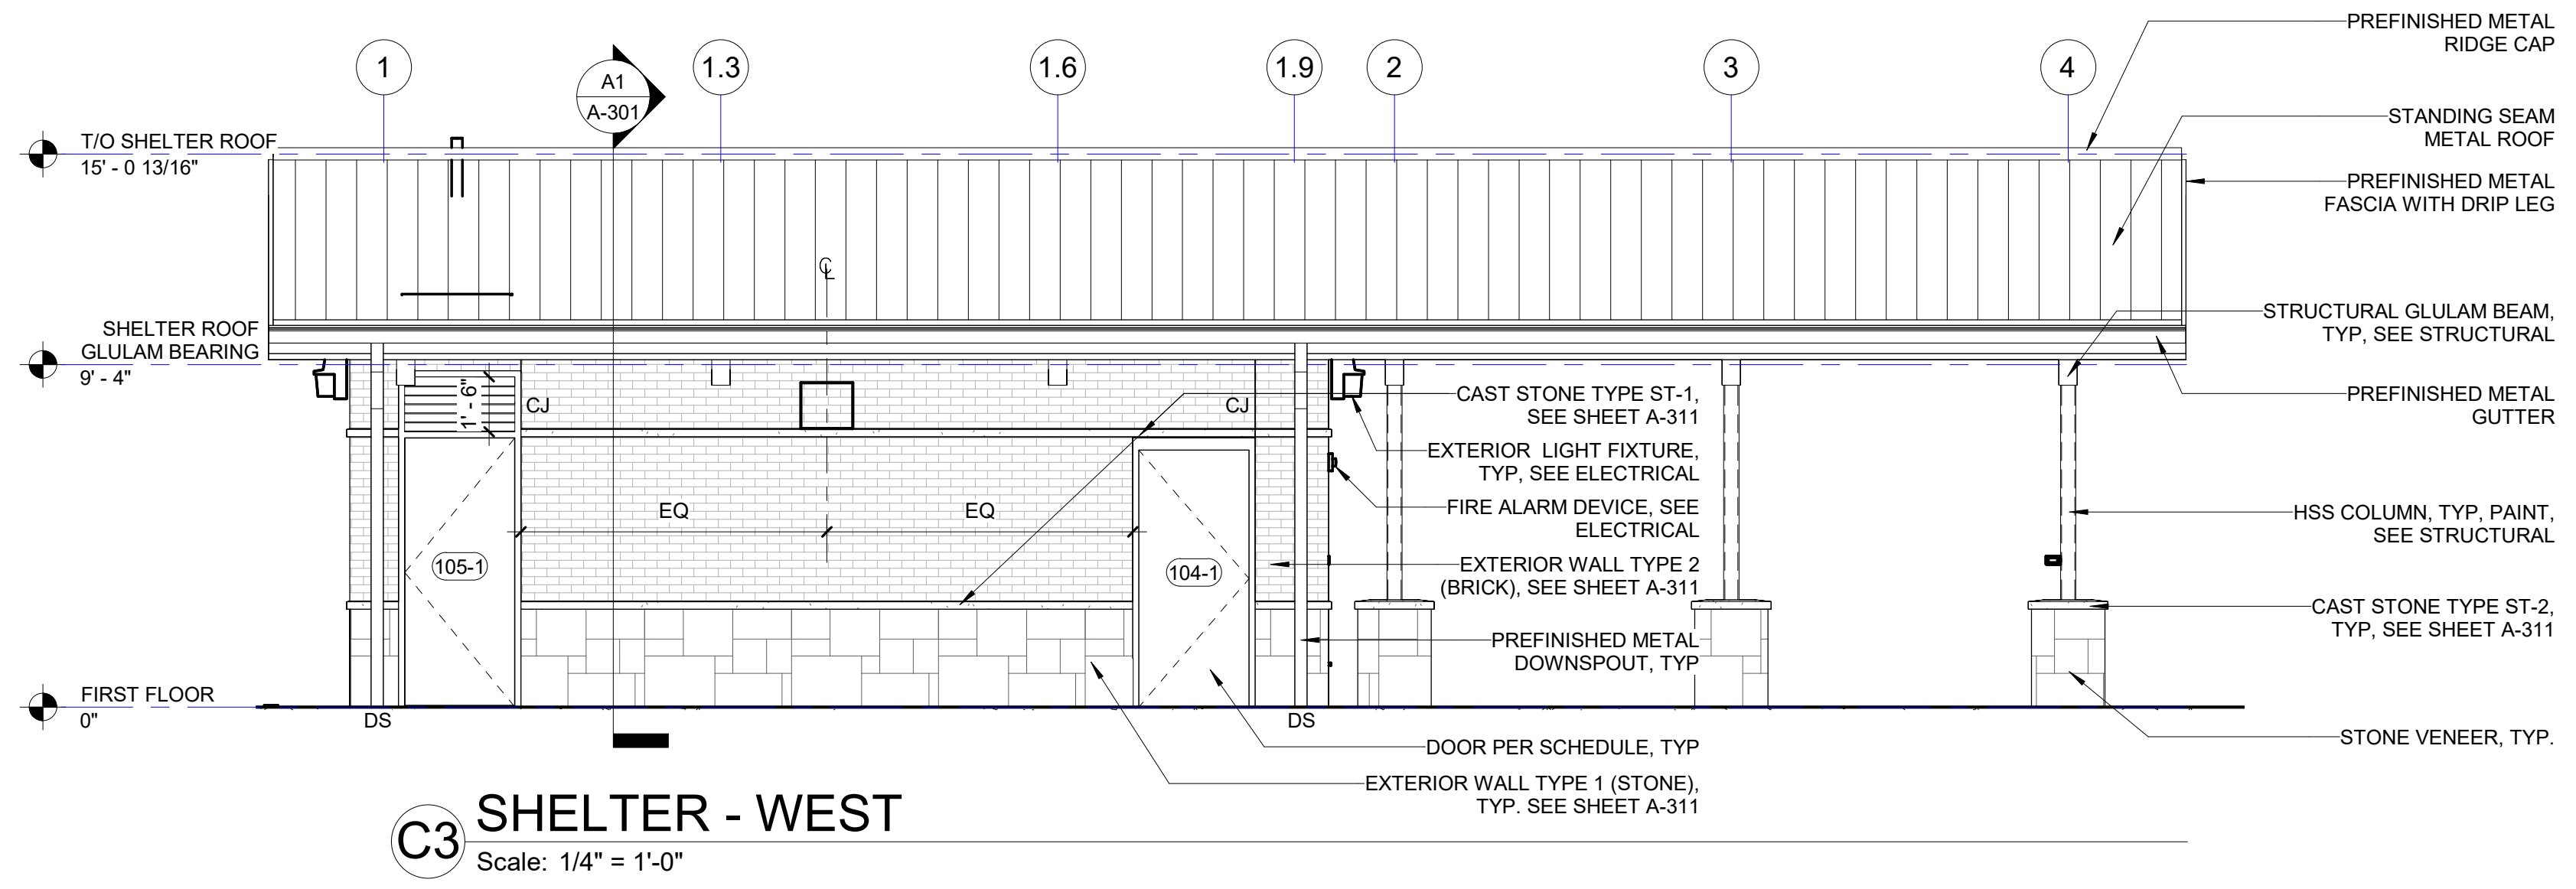 1
1.3
1.6
1.9
2
3
4
A1
A-301
T/O SHELTER ROOF
15' - 0 13/16"
SHELTER ROOF
GLULAM BEARING
9' - 4"
FIRST FLOOR
0"
℄
1' - 6"
CJ
CJ
EQ
EQ
105-1
104-1
DS
DS
PREFINISHED METAL
RIDGE CAP
STANDING SEAM
METAL ROOF
PREFINISHED METAL
FASCIA WITH DRIP LEG
STRUCTURAL GLULAM BEAM,
TYP, SEE STRUCTURAL
PREFINISHED METAL
GUTTER
HSS COLUMN, TYP, PAINT,
SEE STRUCTURAL
CAST STONE TYPE ST-2,
TYP, SEE SHEET A-311
STONE VENEER, TYP.
CAST STONE TYPE ST-1,
SEE SHEET A-311
EXTERIOR LIGHT FIXTURE,
TYP, SEE ELECTRICAL
FIRE ALARM DEVICE, SEE
ELECTRICAL
EXTERIOR WALL TYPE 2
(BRICK), SEE SHEET A-311
PREFINISHED METAL
DOWNSPOUT, TYP
DOOR PER SCHEDULE, TYP
EXTERIOR WALL TYPE 1 (STONE),
TYP. SEE SHEET A-311
C3
SHELTER - WEST
Scale: 1/4" = 1'-0"